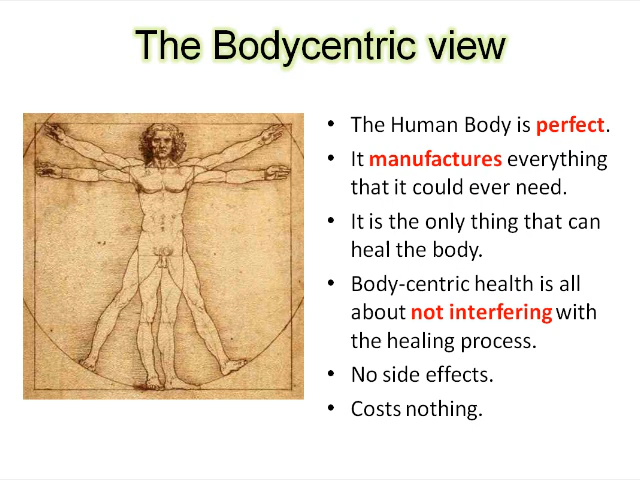 The Bodycentric view
• The Human Body is perfect.
• It manufactures everything
that it could ever need.
• It is the only thing that can
heal the body.
• Body-centric health is all
about not interfering with
the healing process.
• No side effects.
• Costs nothing.